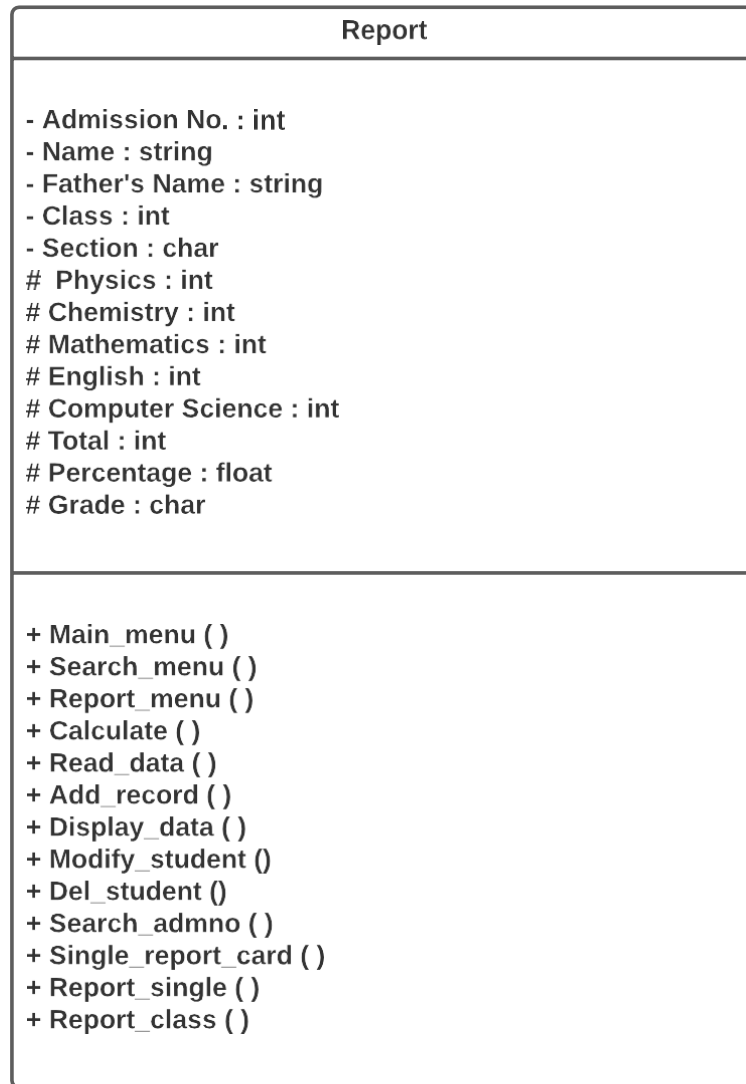 Report
- Admission No. : int
- Name : string
- Father's Name : string
- Class : int
- Section : char
#  Physics : int
# Chemistry : int
# Mathematics : int
# English : int
# Computer Science : int
# Total : int
# Percentage : float
# Grade : char
+ Main_menu ( )
+ Search_menu ( )
+ Report_menu ( )
+ Calculate ( )
+ Read_data ( )
+ Add_record ( )
+ Display_data ( )
+ Modify_student ()
+ Del_student ()
+ Search_admno ( )
+ Single_report_card ( )
+ Report_single ( )
+ Report_class ( )